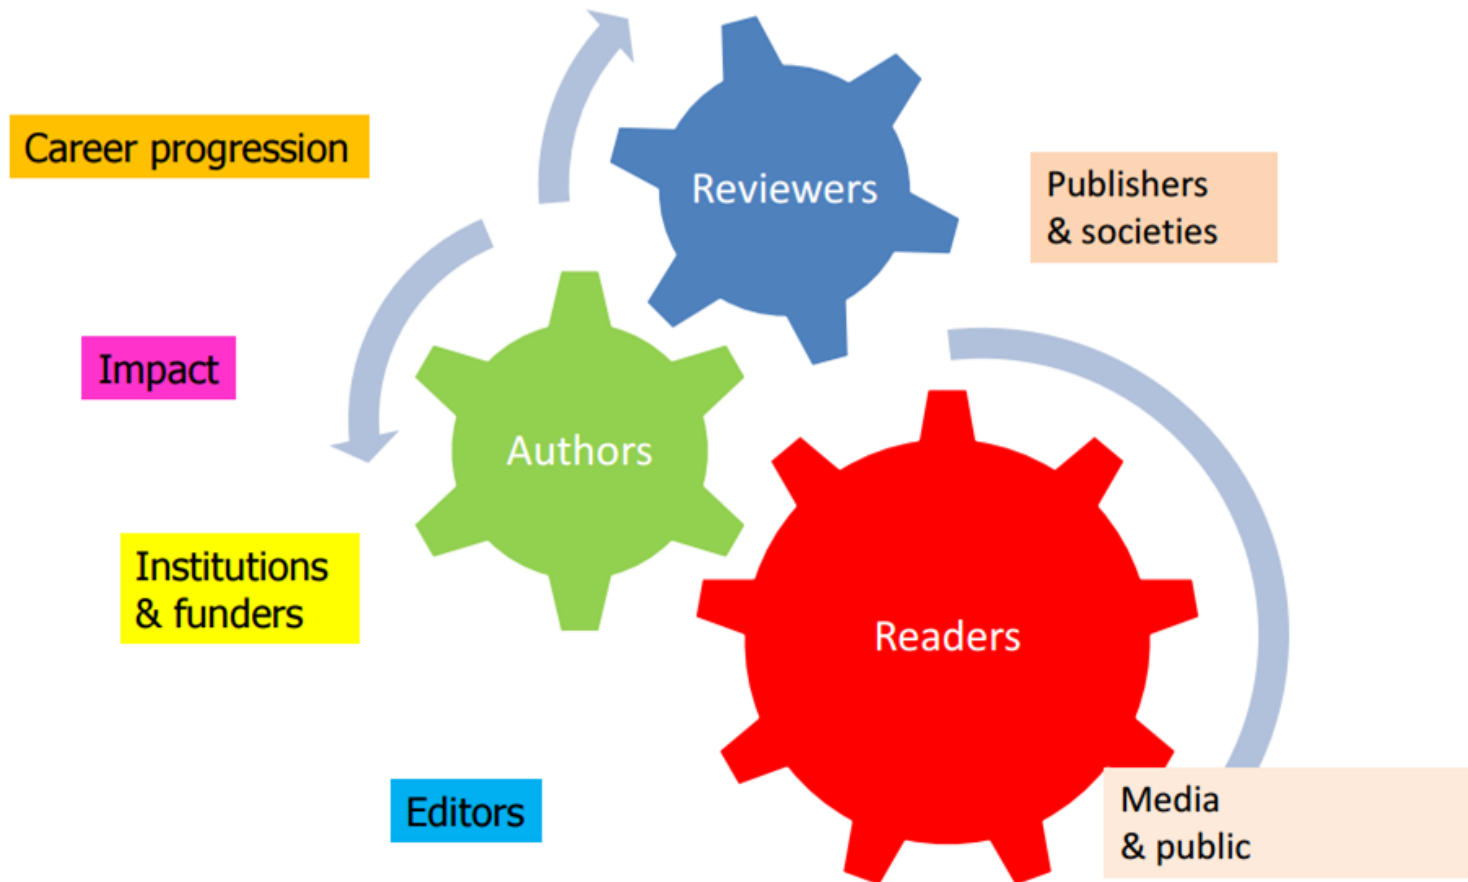 Career progression
Reviewers
Publishers
& societies
Impact
Authors
Institutions
& funders
Readers
Editors
Media
& public